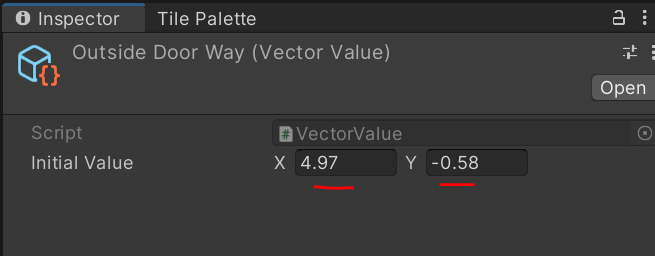 Inspector Tile Palette
Outside Door Way (Vector Value)
Open
Script VectorValue
Initial Value X 4.97 Y -0.58